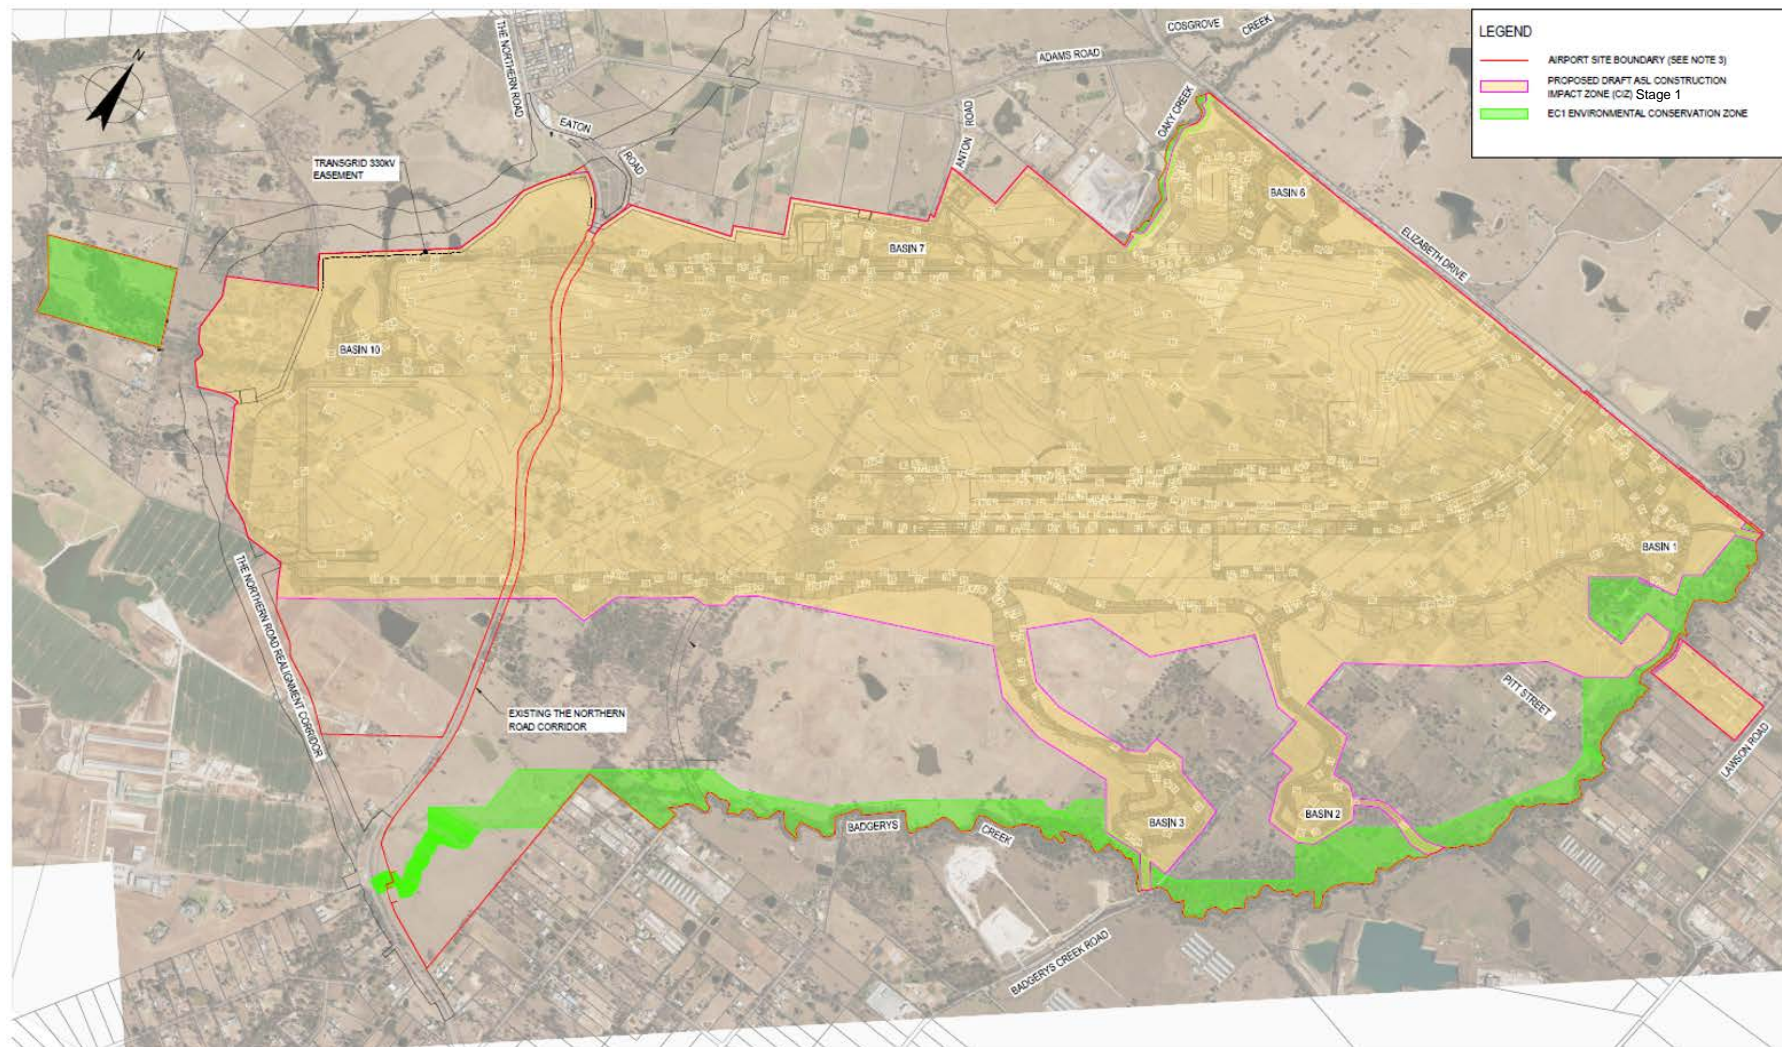 LEGEND
AIRPORT SITE BOUNDARY (SEE NOTE 3)
PROPOSED DRAFT ASL CONSTRUCTION
IMPACT ZONE (CIZ) Stage 1
EC1 ENVIRONMENTAL CONSERVATION ZONE
N
THE NORTHERN ROAD
COSGROVE
CREEK
ADAMS ROAD
EATON
ROAD
ANTON ROAD
OAKY CREEK
TRANSGRID 330kV
EASEMENT
BASIN 6
BASIN 7
ELIZABETH DRIVE
BASIN 10
BASIN 1
THE NORTHERN ROAD REALIGNMENT CORRIDOR
EXISTING THE NORTHERN
ROAD CORRIDOR
PITT STREET
LAWSON ROAD
BASIN 3
BASIN 2
BADGERYS
CREEK
BADGERYS CREEK ROAD